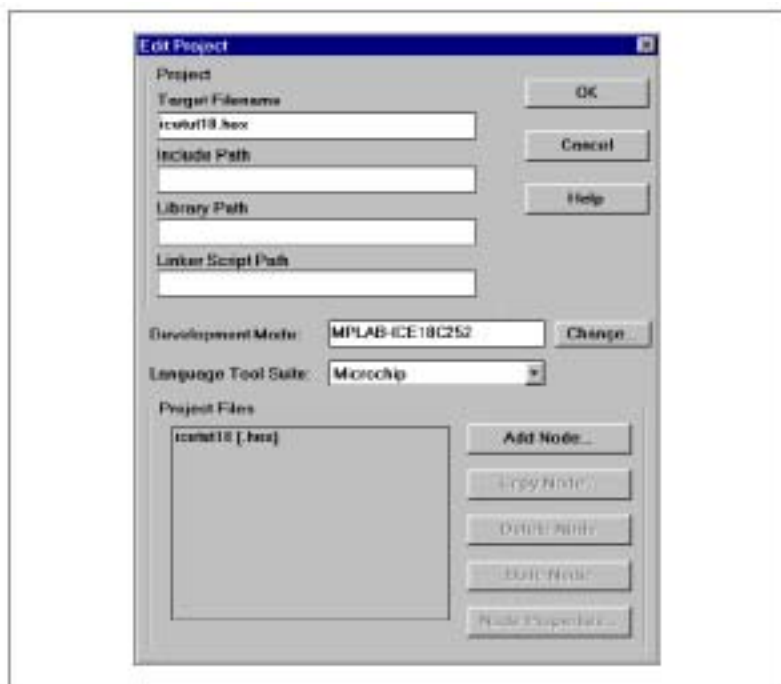 Edit Project
Project
Target Filename
icetut18.hex
Include Path
Library Path
Linker Script Path
OK
Cancel
Help
Development Mode: MPLAB-ICE18C252 Change...
Language Tool Suite: Microchip
Project Files
icetut18 [.hex]
Add Node...
Copy Node...
Delete Node
Build Node
Node Properties...